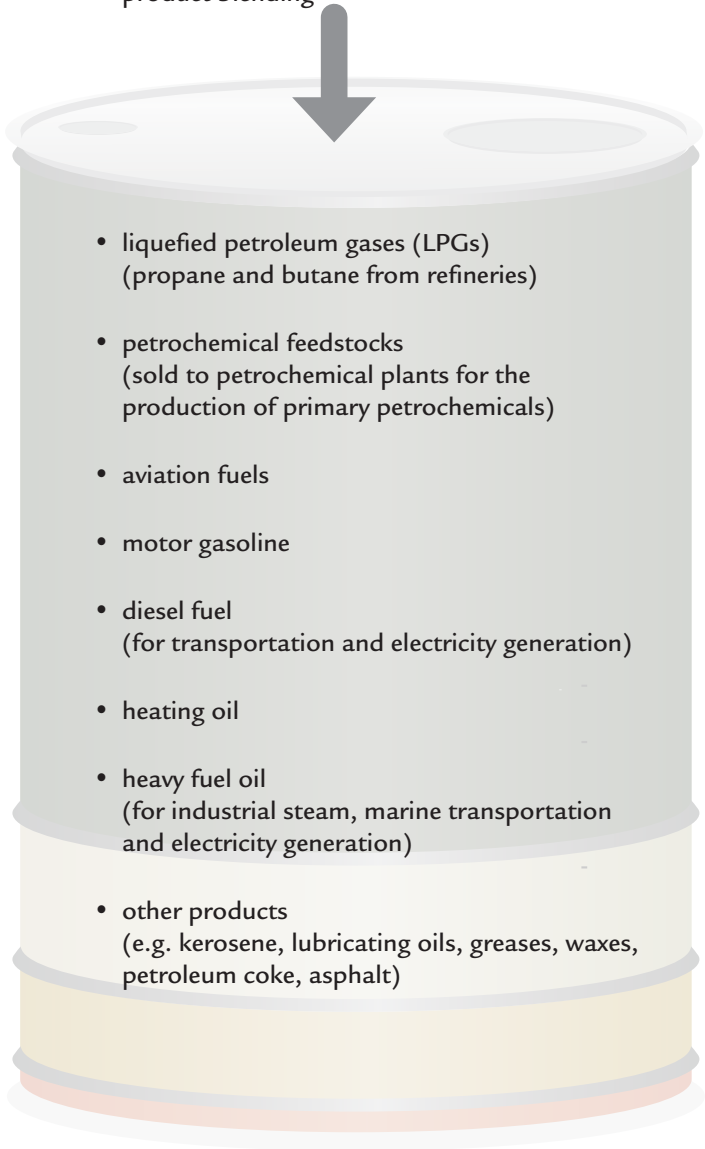 product blending
• liquefied petroleum gases (LPGs)
(propane and butane from refineries)
• petrochemical feedstocks
(sold to petrochemical plants for the
production of primary petrochemicals)
• aviation fuels
• motor gasoline
• diesel fuel
(for transportation and electricity generation)
• heating oil
• heavy fuel oil
(for industrial steam, marine transportation
and electricity generation)
• other products
(e.g. kerosene, lubricating oils, greases, waxes,
petroleum coke, asphalt)